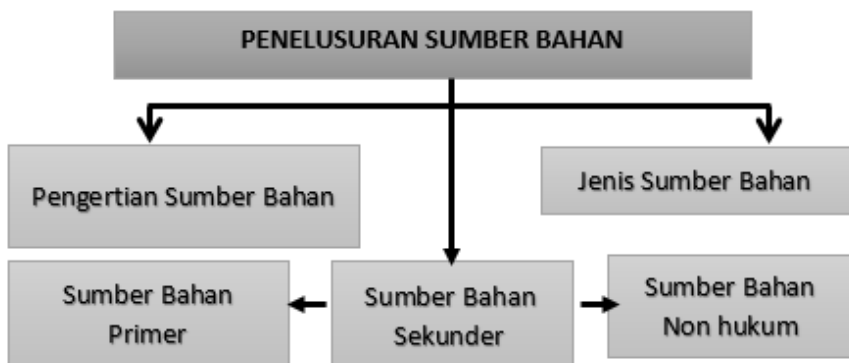 PENELUSURAN SUMBER BAHAN
Pengertian Sumber Bahan
Jenis Sumber Bahan
Sumber Bahan
Primer
Sumber Bahan
Sekunder
Sumber Bahan
Non hukum